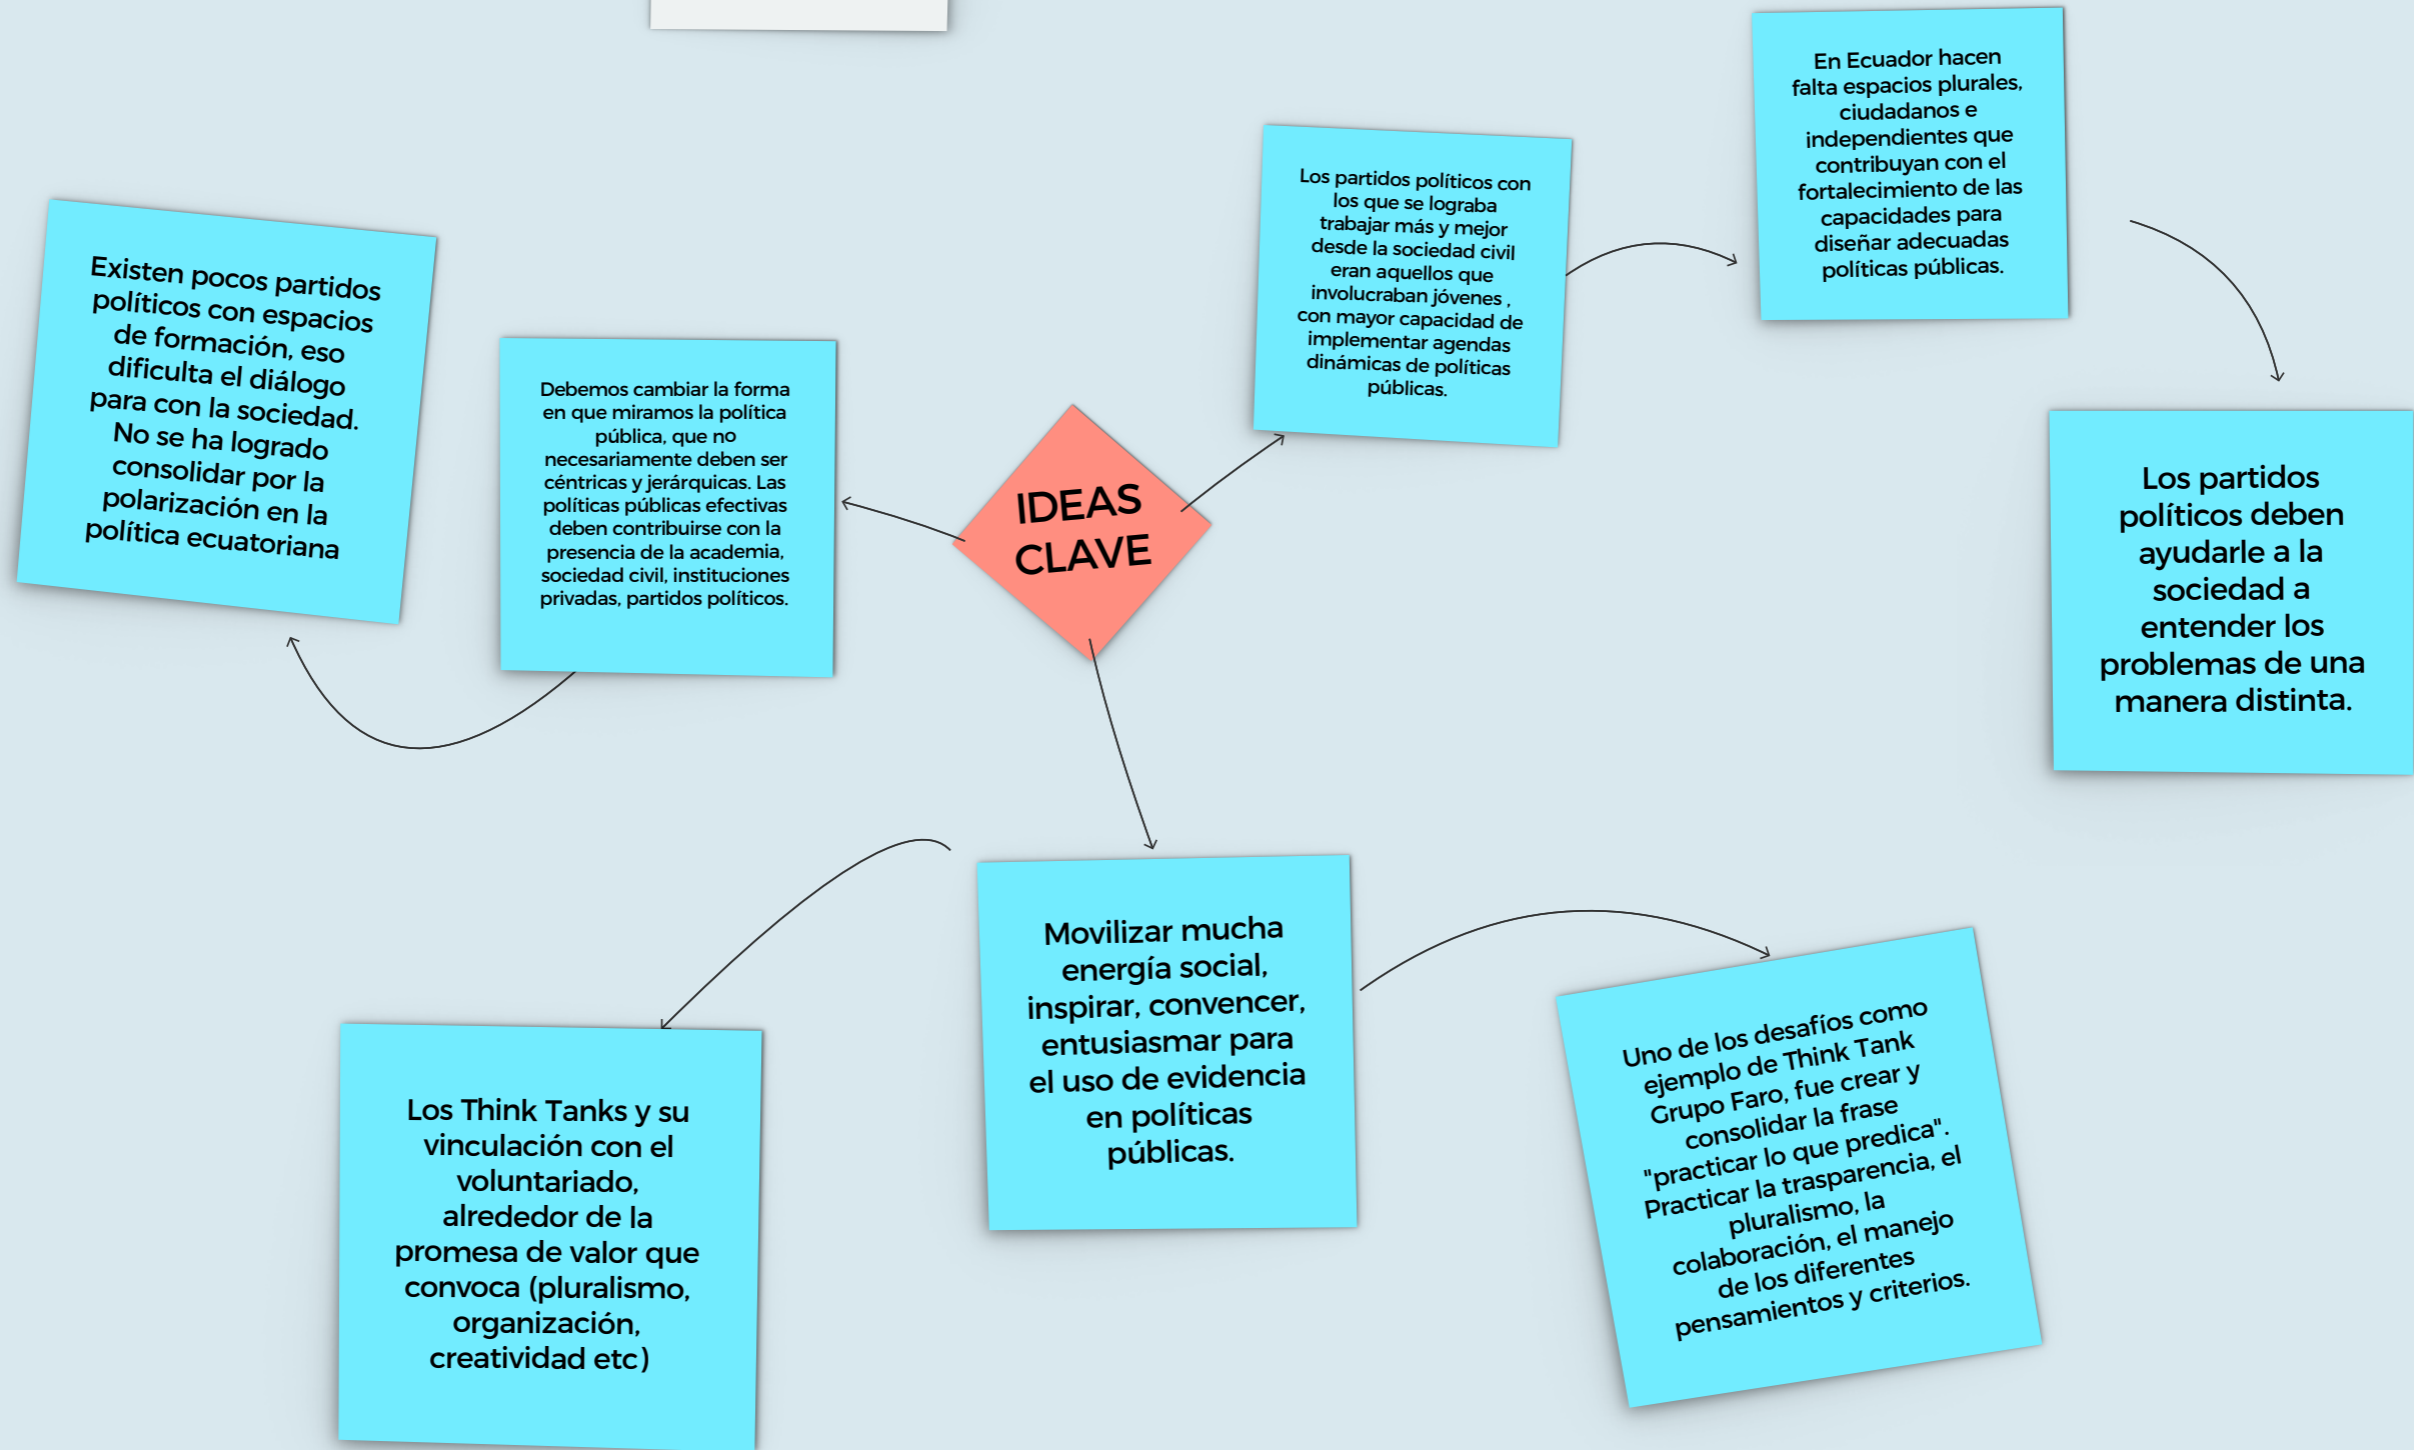 En Ecuador hacen
falta espacios plurales,
ciudadanos e
independientes que
contribuyan con el
fortalecimiento de las
capacidades para
diseñar adecuadas
políticas públicas.
Los partidos políticos con
los que se lograba
trabajar más y mejor
desde la sociedad civil
eran aquellos que
involucraban jóvenes ,
con mayor capacidad de
implementar agendas
dinámicas de políticas
públicas.
Existen pocos partidos
políticos con espacios
de formación, eso
dificulta el diálogo
para con la sociedad.
No se ha logrado
consolidar por la
polarización en la
política ecuatoriana
Debemos cambiar la forma
en que miramos la política
pública, que no
necesariamente deben ser
céntricas y jerárquicas. Las
políticas públicas efectivas
deben contribuirse con la
presencia de la academia,
sociedad civil, instituciones
privadas, partidos políticos.
IDEAS
CLAVE
Los partidos
políticos deben
ayudarle a la
sociedad a
entender los
problemas de una
manera distinta.
Movilizar mucha
energía social,
inspirar, convencer,
entusiasmar para
el uso de evidencia
en políticas
públicas.
Los Think Tanks y su
vinculación con el
voluntariado,
alrededor de la
promesa de valor que
convoca (pluralismo,
organización,
creatividad etc)
Uno de los desafíos como
ejemplo de Think Tank
Grupo Faro, fue crear y
consolidar la frase
"practicar lo que predica".
Practicar la trasparencia, el
pluralismo, la
colaboración, el manejo
de los diferentes
pensamientos y criterios.